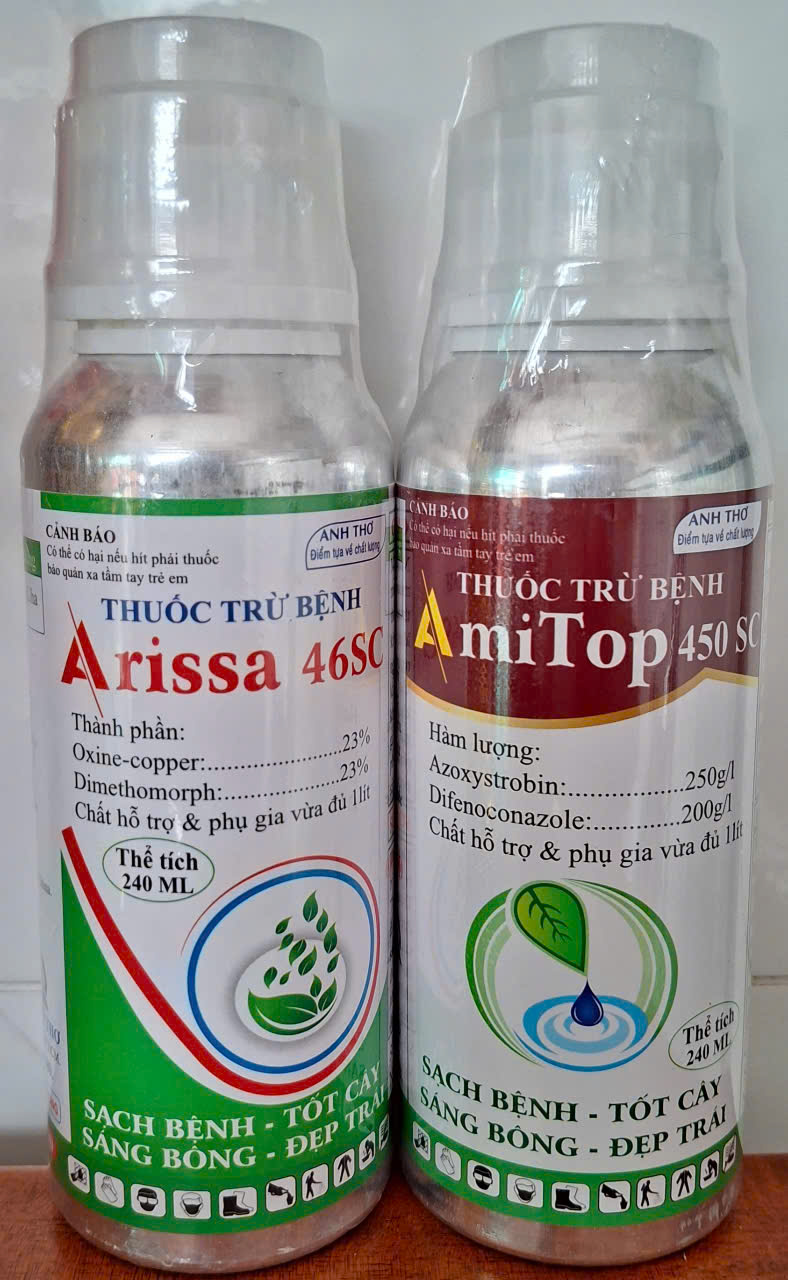 CẢNH BÁO
Có thể có hại nếu hít phải thuốc
bảo quản xa tầm tay trẻ em
ANH THƠ
Điểm tựa về chất lượng
THUỐC TRỪ BỆNH
Arissa 46SC
Thành phần:
Oxine-copper:......................23%
Dimethomorph:......................23%
Chất hỗ trợ & phụ gia vừa đủ 1lít
Thể tích
240 ML
SẠCH BỆNH - TỐT CÂY
SÁNG BÔNG - ĐẸP TRÁI
CẢNH BÁO
Có thể có hại nếu hít phải thuốc
bảo quản xa tầm tay trẻ em
ANH THƠ
Điểm tựa về chất lượng
THUỐC TRỪ BỆNH
AmiTop 450 SC
Hàm lượng:
Azoxystrobin:..................250g/l
Difenoconazole:.............200g/l
Chất hỗ trợ & phụ gia vừa đủ 1lít
Thể tích
240 ML
SẠCH BỆNH - TỐT CÂY
SÁNG BÔNG - ĐẸP TRÁI